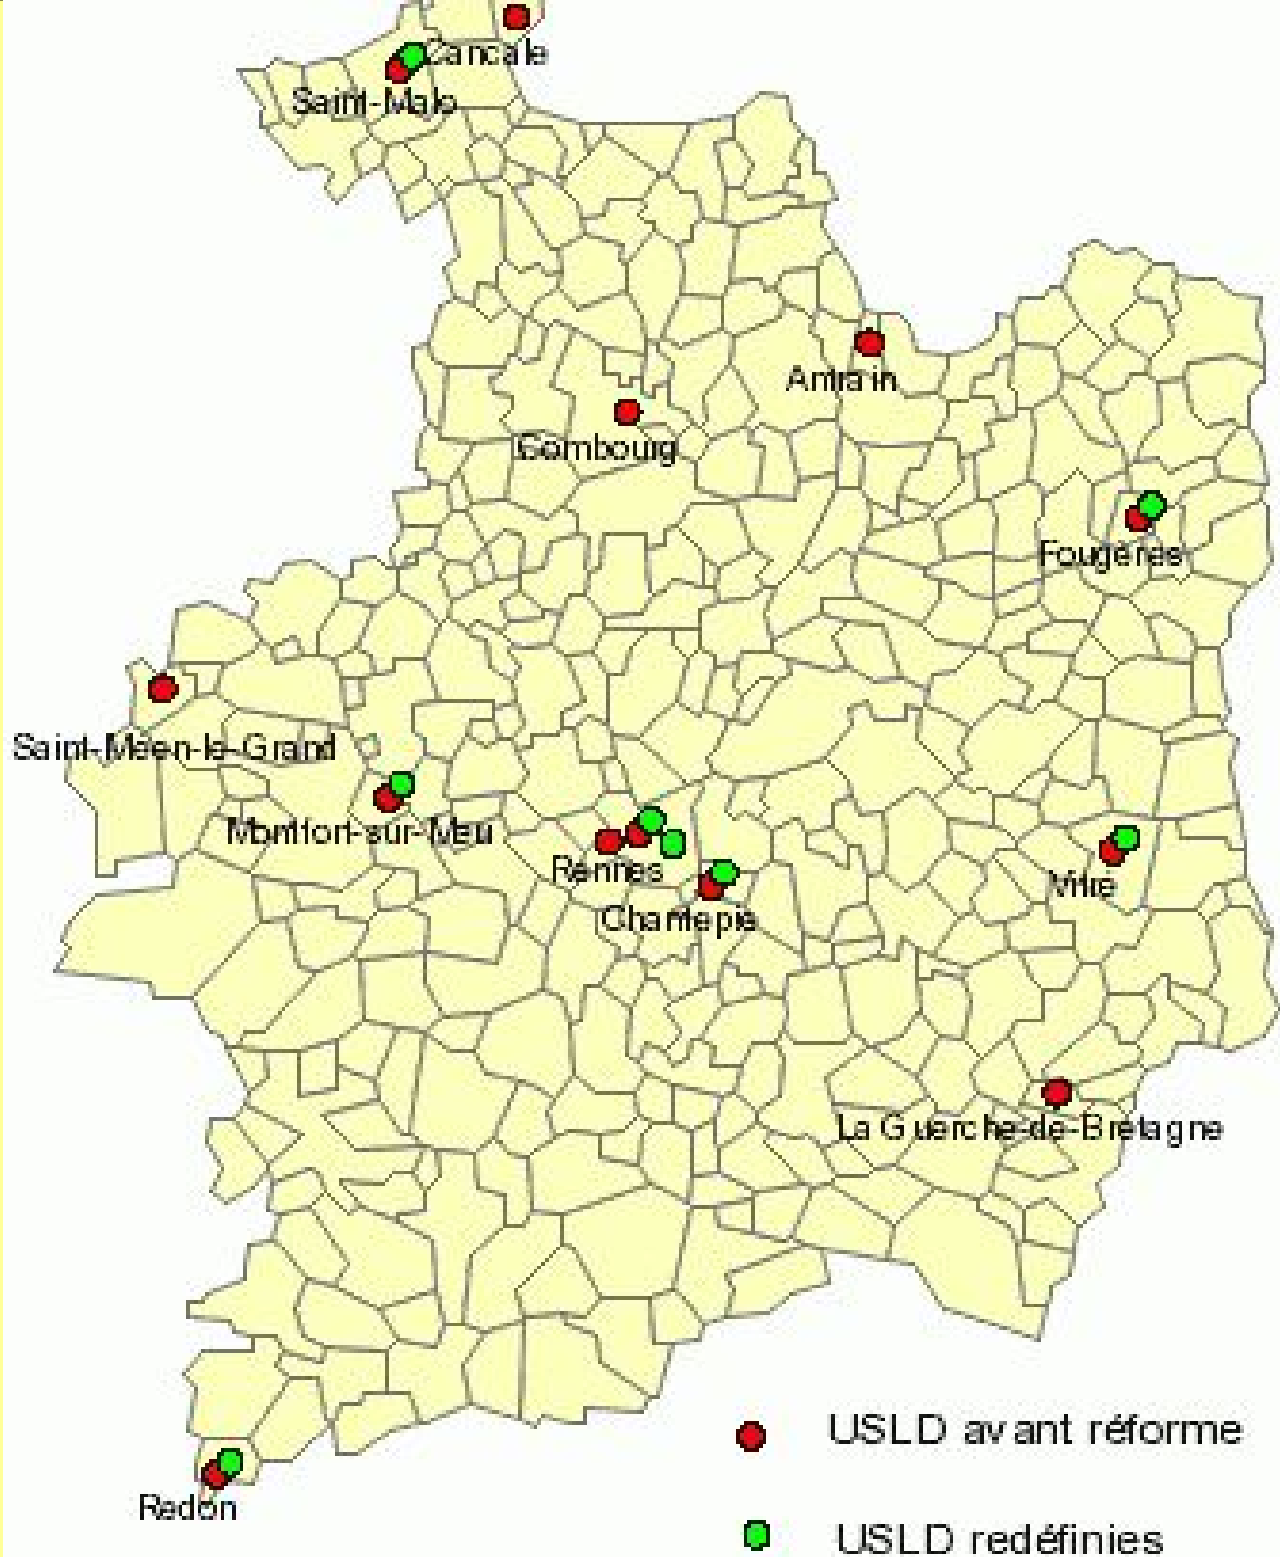 Cancale
Saint-Malo
Antrain
Combourg
Fougères
Saint-Méen-le-Grand
Montfort-sur-Meu
Rennes
Vitré
Chantepie
La Guerche-de-Bretagne
USLD avant réforme
Redon
USLD redéfinies